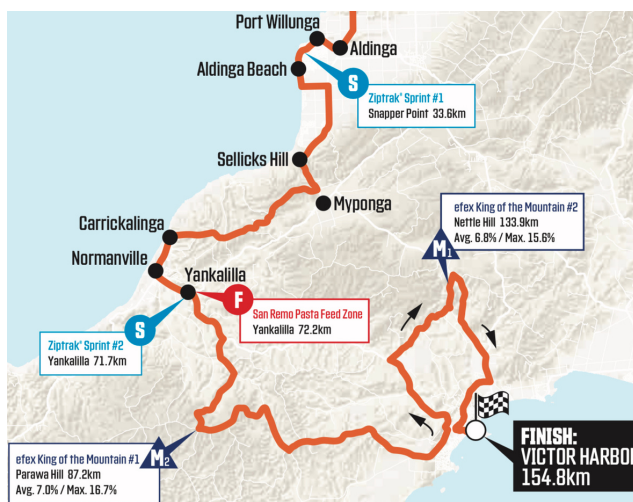 Port Willunga
Aldinga
Aldinga Beach
S
Ziptrak® Sprint #1
Snapper Point 33.6km
Sellicks Hill
Myponga
efex King of the Mountain #2
Nettle Hill 133.9km
Avg. 6.8% / Max. 15.6%
M1
Carrickalinga
Normanville
Yankalilla
F
San Remo Pasta Feed Zone
Yankalilla 72.2km
S
Ziptrak® Sprint #2
Yankalilla 71.7km
efex King of the Mountain #1
Parawa Hill 87.2km
Avg. 7.0% / Max. 16.7%
M2
FINISH:
VICTOR HARBO
154.8km